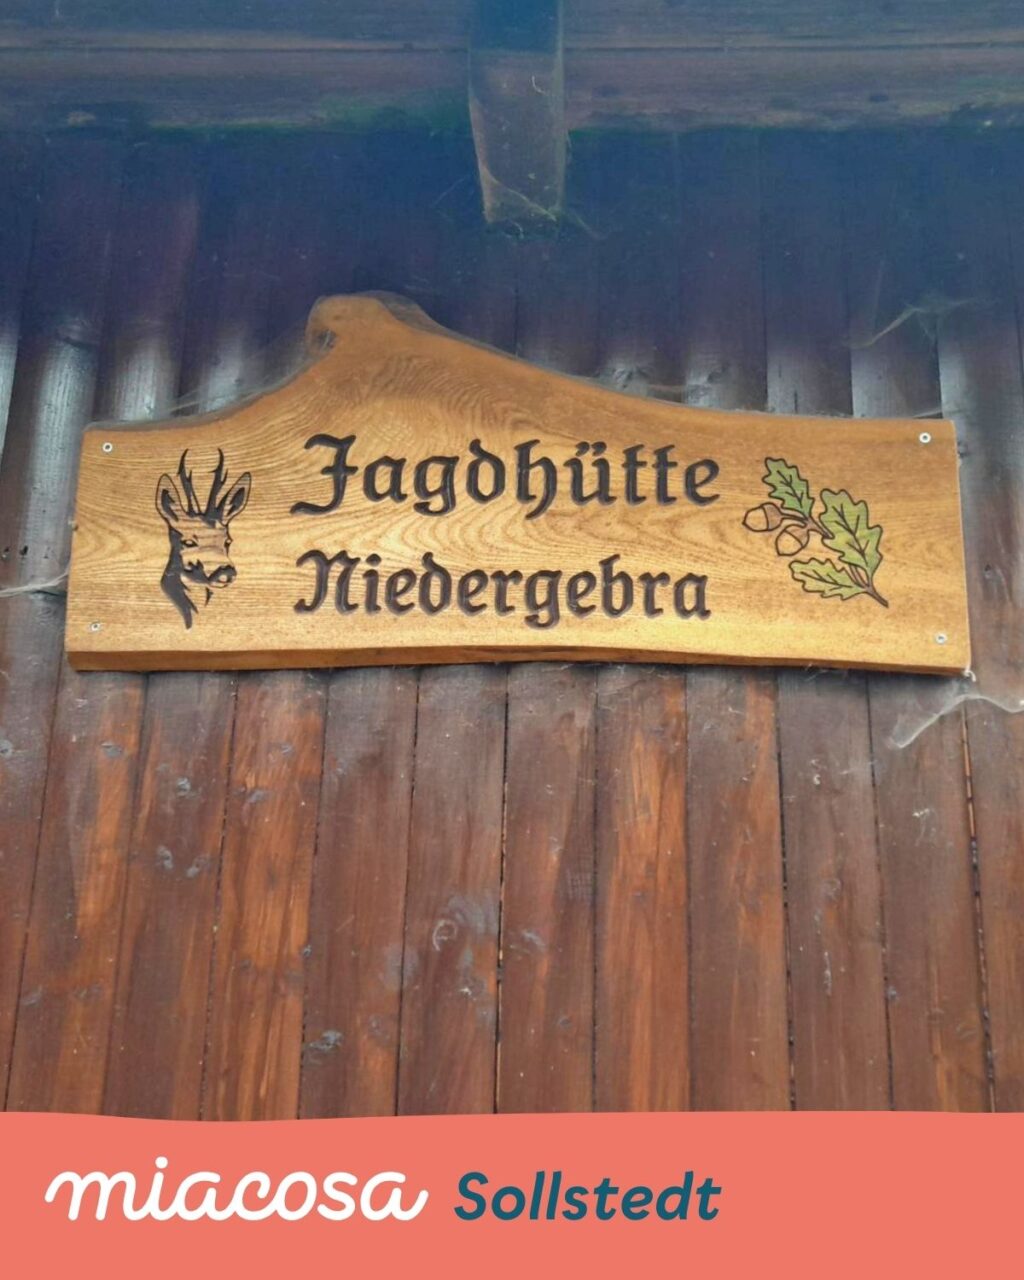 Jagdhütte
Niedergebra
miacosa Sollstedt